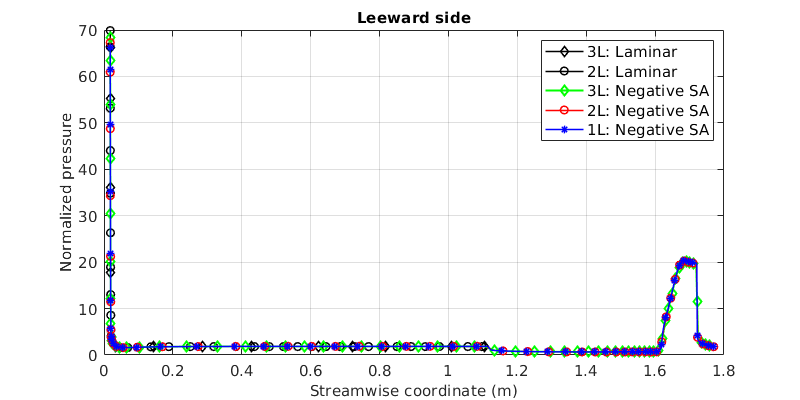 Leeward side
70
60
50
40
30
20
10
0
Normalized pressure
3L: Laminar
2L: Laminar
3L: Negative SA
2L: Negative SA
1L: Negative SA
0 0.2 0.4 0.6 0.8 1 1.2 1.4 1.6 1.8
Streamwise coordinate (m)